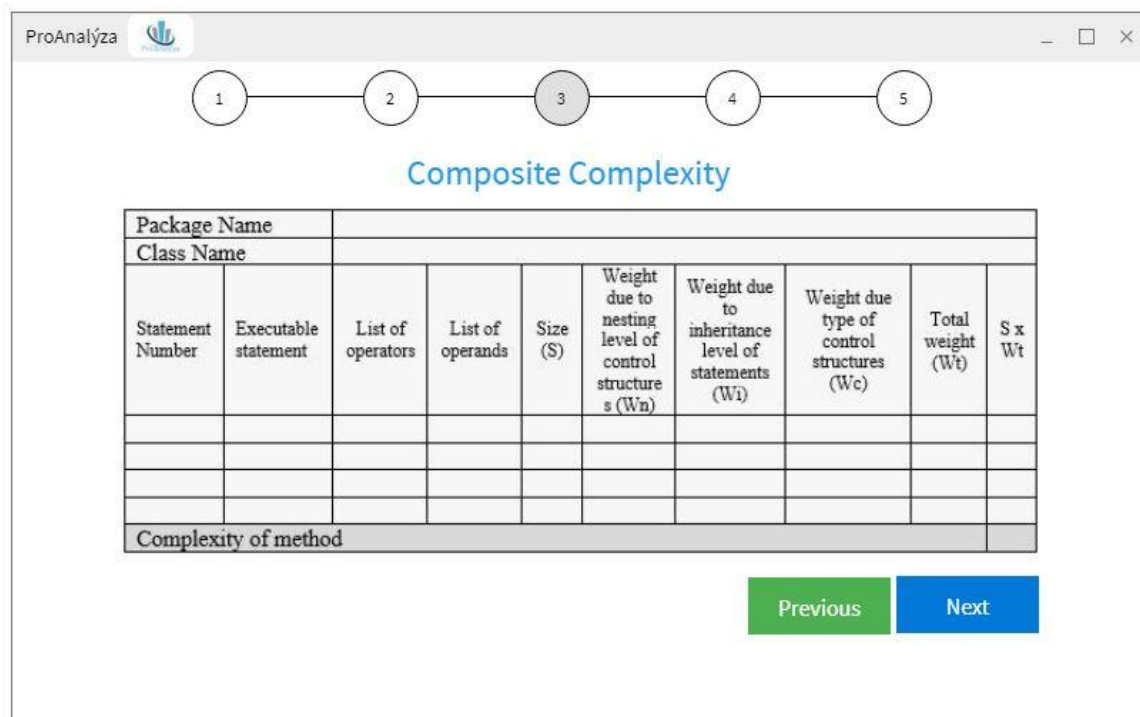 ProAnalýza
1
2
3
4
5
Composite Complexity
Package Name
Class Name
Statement
Number
Executable
statement
List of
operators
List of
operands
Size
(S)
Weight
due to
nesting
level of
control
structure
s (Wn)
Weight due
to
inheritance
level of
statements
(Wi)
Weight due
type of
control
structures
(Wc)
Total
weight
(Wt)
S x
Wt
Complexity of method
Previous
Next